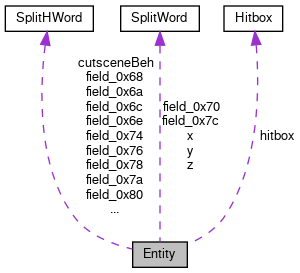 SplitHWord SplitWord Hitbox
cutsceneBeh
field_0x68
field_0x6a
field_0x6c
field_0x6e
field_0x74
field_0x76
field_0x78
field_0x7a
field_0x80
...
field_0x70
field_0x7c
x
y
z
hitbox
Entity